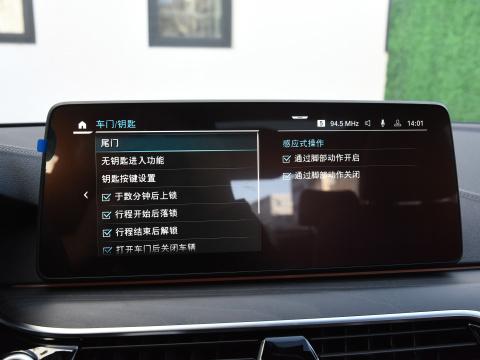 车门/钥匙
S 94.5 MHz 14:01
尾门
无钥匙进入功能
钥匙按键设置
于数分钟后上锁
行程开始后落锁
行程结束后解锁
打开车门后关闭车辆
感应式操作
通过脚部动作开启
通过脚部动作关闭